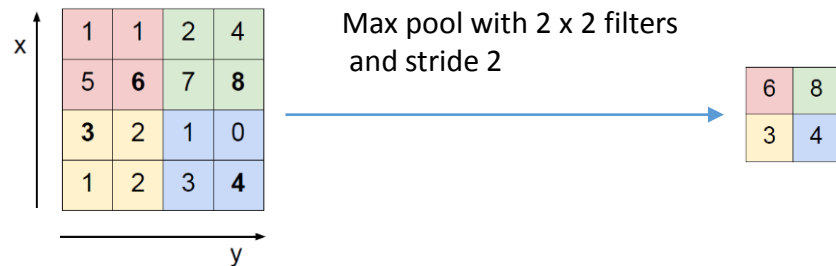 Max pool with 2 x 2 filters
and stride 2
x
1 1 2 4
5 6 7 8
3 2 1 0
1 2 3 4
y
6 8
3 4